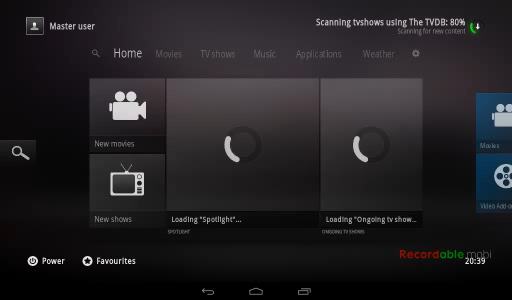 Master user
Scanning tvshows using The TVDB: 80%
Scanning for new content
Home Movies TV shows Music Applications Weather
New movies
New shows
Loading "Spotlight"...
SPOTLIGHT
Loading "Ongoing tv show...
ONGOING TV SHOWS
Movies
Video Add-o
Power
Favourites
Recordable.mobi
20:39